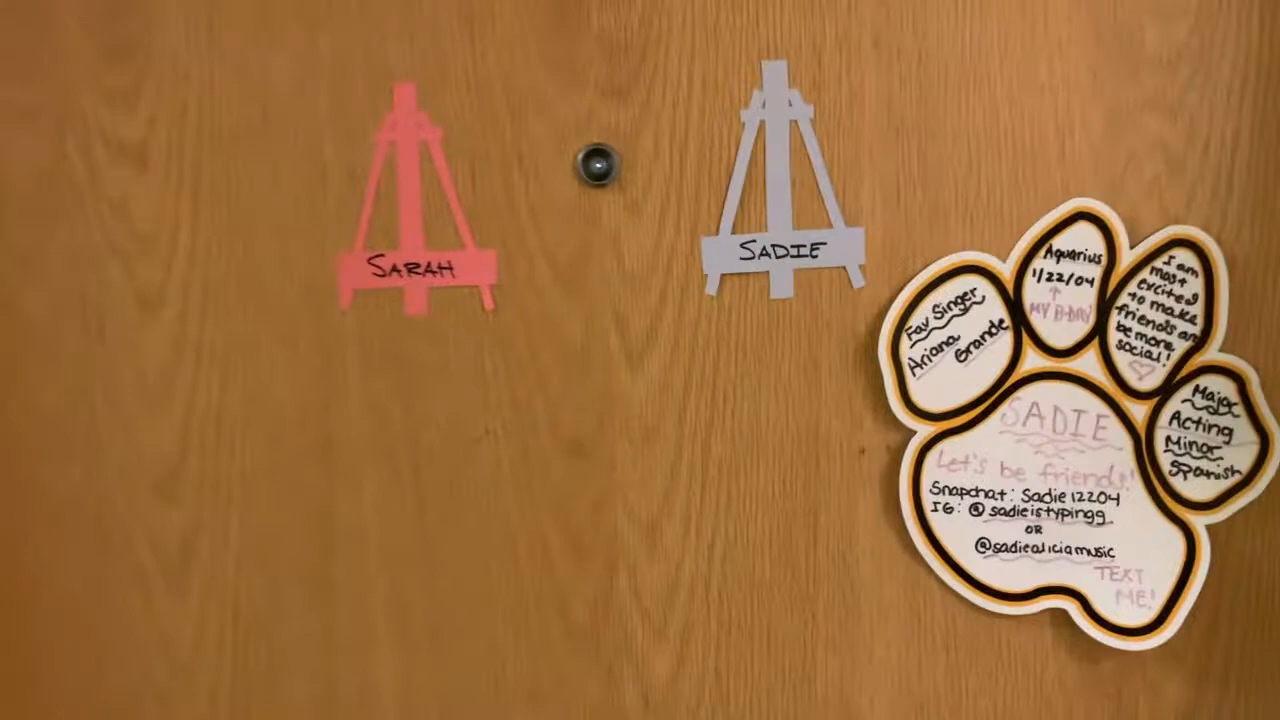 SARAH
SADIE
Fav Singer
Ariana Grande
Aquarius
1/22/04
↑
MY B-DAY
I am
most
excited
to make
friends an
be more
social!
♡
Major
Acting
Minor
Spanish
SADIE
Let's be friends!
Snapchat: Sadie12204
IG: @sadieistypingg
OR
@sadiealiciamusic
TEXT
ME!